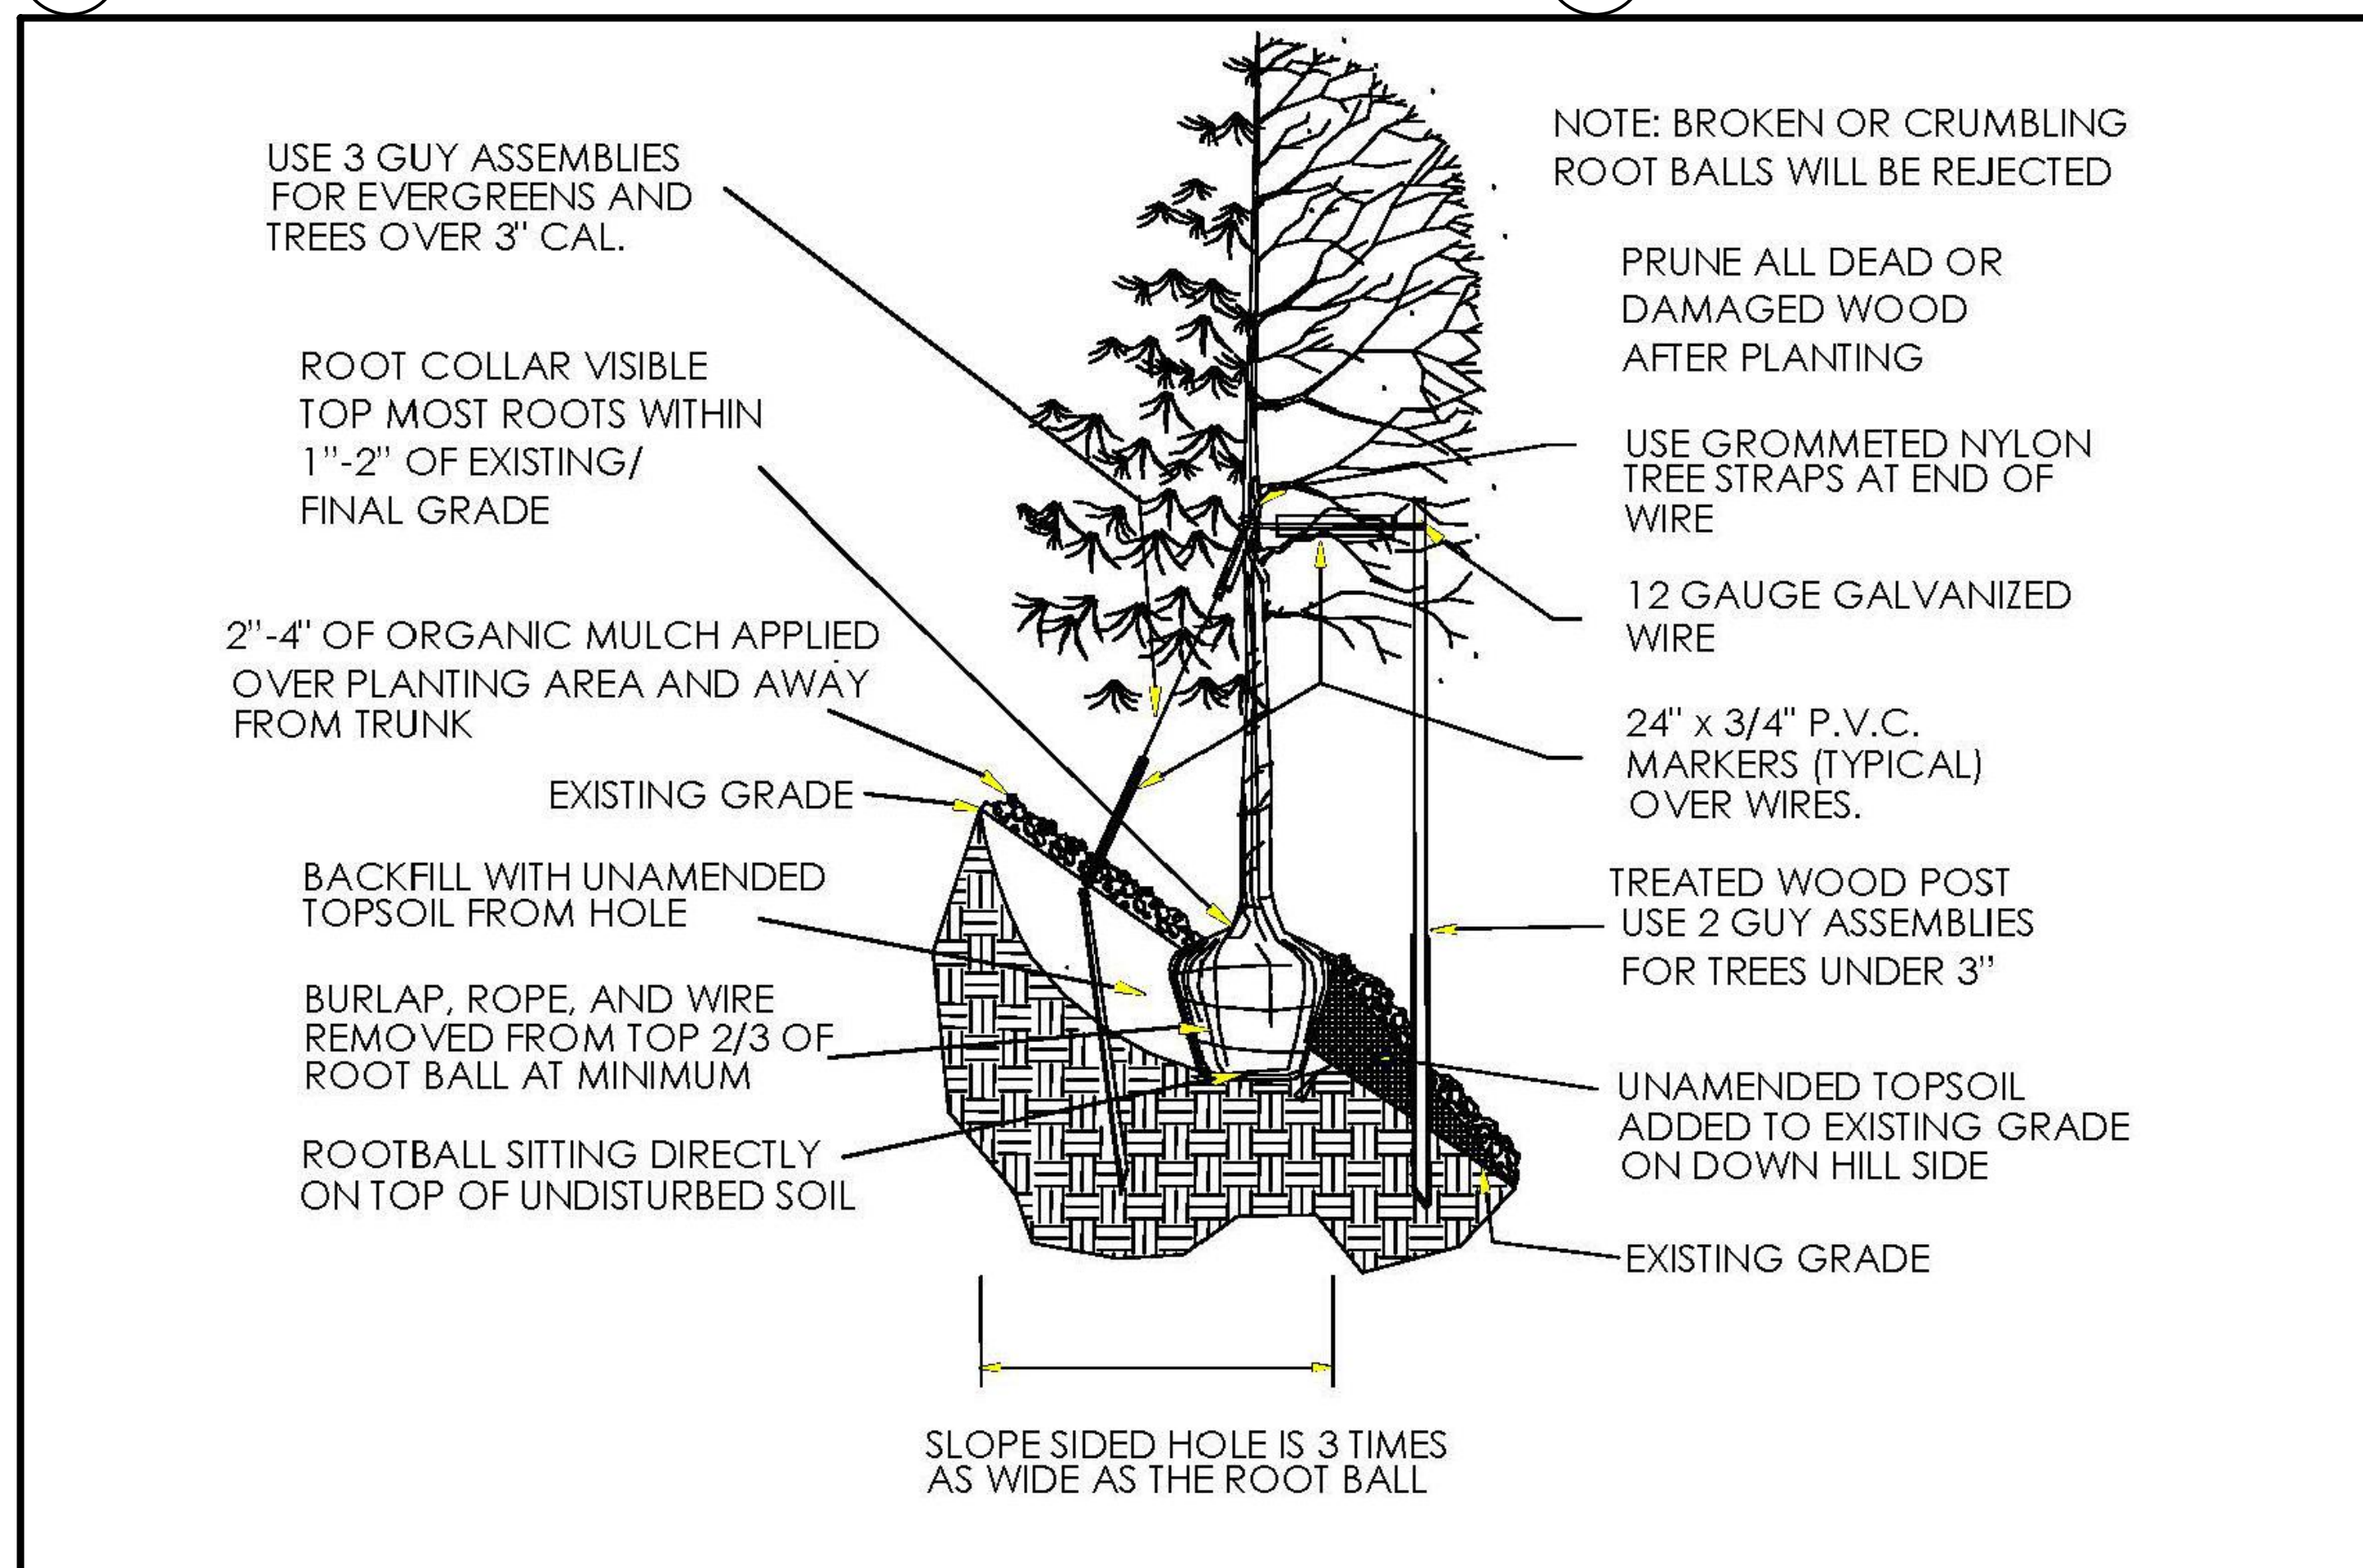 USE 3 GUY ASSEMBLIES
FOR EVERGREENS AND
TREES OVER 3" CAL.
ROOT COLLAR VISIBLE
TOP MOST ROOTS WITHIN
1"-2" OF EXISTING/
FINAL GRADE
2"-4" OF ORGANIC MULCH APPLIED
OVER PLANTING AREA AND AWAY
FROM TRUNK
EXISTING GRADE
BACKFILL WITH UNAMENDED
TOPSOIL FROM HOLE
BURLAP, ROPE, AND WIRE
REMOVED FROM TOP 2/3 OF
ROOT BALL AT MINIMUM
ROOTBALL SITTING DIRECTLY
ON TOP OF UNDISTURBED SOIL
NOTE: BROKEN OR CRUMBLING
ROOT BALLS WILL BE REJECTED
PRUNE ALL DEAD OR
DAMAGED WOOD
AFTER PLANTING
USE GROMMETED NYLON
TREE STRAPS AT END OF
WIRE
12 GAUGE GALVANIZED
WIRE
24" x 3/4" P.V.C.
MARKERS (TYPICAL)
OVER WIRES.
TREATED WOOD POST
USE 2 GUY ASSEMBLIES
FOR TREES UNDER 3"
UNAMENDED TOPSOIL
ADDED TO EXISTING GRADE
ON DOWN HILL SIDE
EXISTING GRADE
SLOPE SIDED HOLE IS 3 TIMES
AS WIDE AS THE ROOT BALL